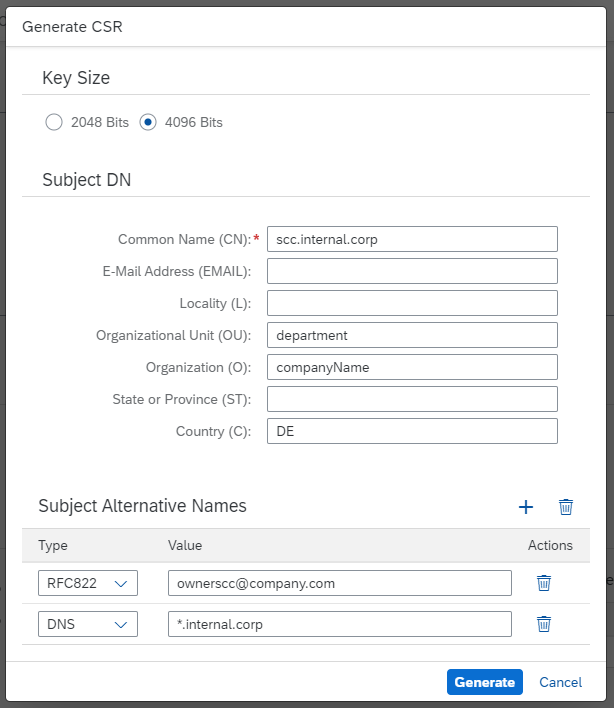 Generate CSR
Key Size
2048 Bits 4096 Bits
Subject DN
Common Name (CN):* scc.internal.corp
E-Mail Address (EMAIL):
Locality (L):
Organizational Unit (OU): department
Organization (O): companyName
State or Province (ST):
Country (C): DE
Subject Alternative Names
Type Value Actions
RFC822 ownerscc@company.com
DNS *.internal.corp
Generate Cancel